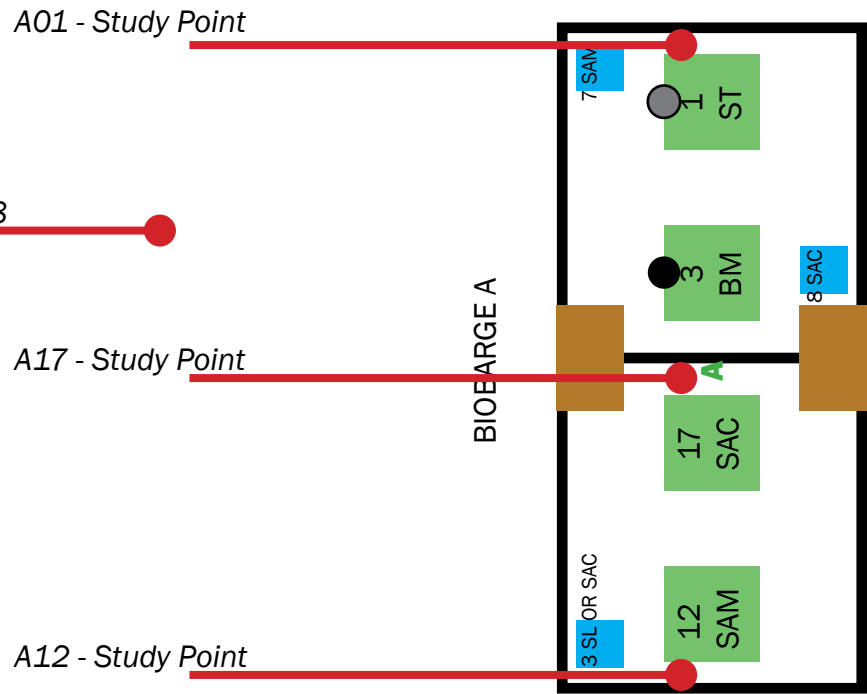 A01 - Study Point
7 SAM
1
ST
8
3
BM
8 SAC
BIOBARGE A
A17 - Study Point
A
17
SAC
3 SL OR SAC
12
SAM
A12 - Study Point